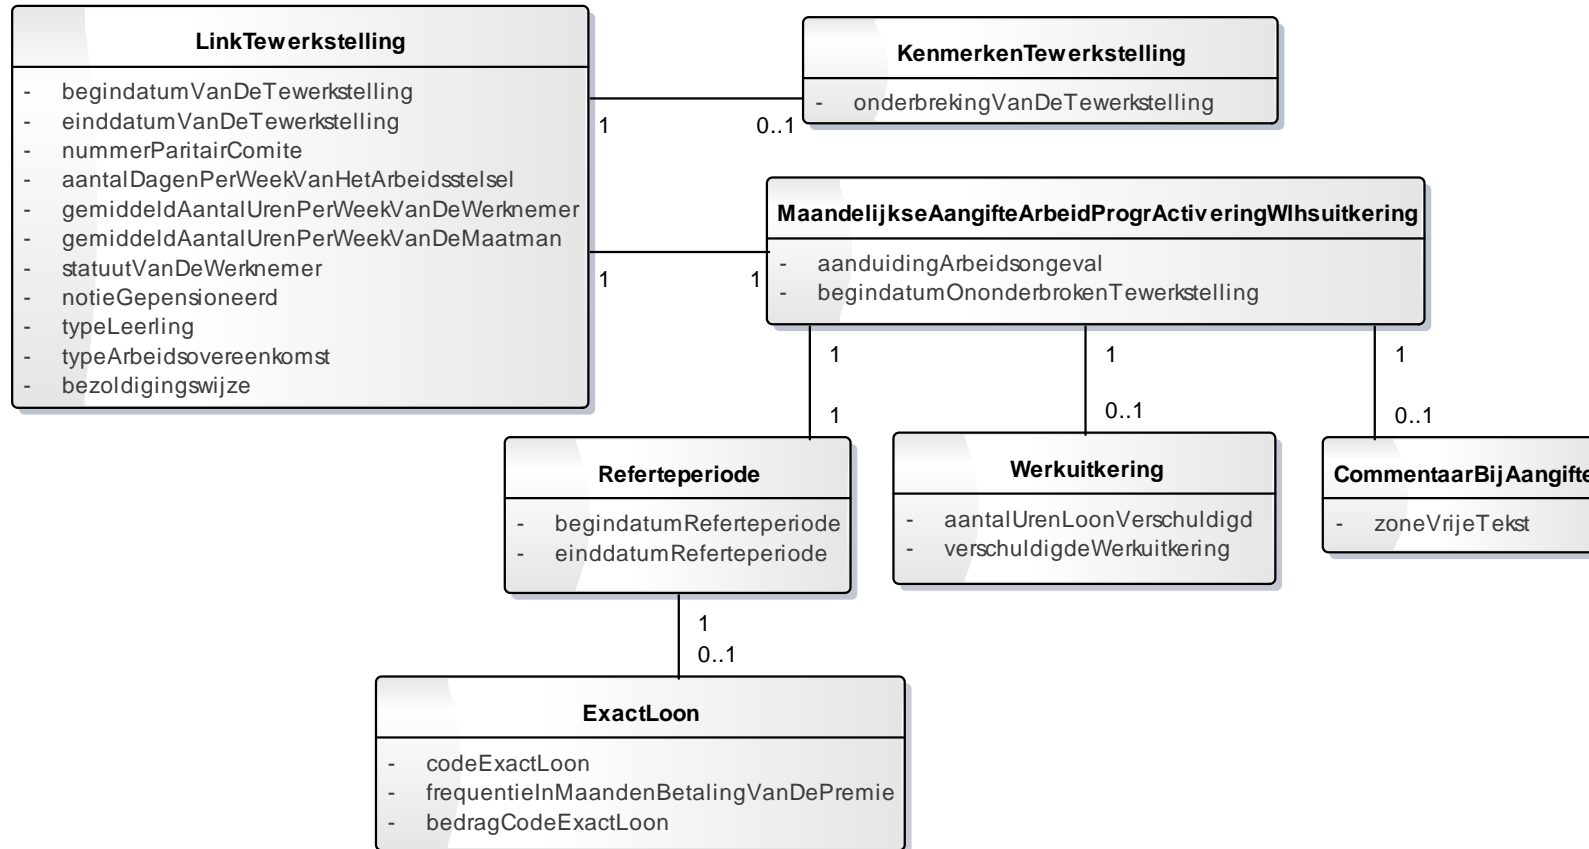 LinkTewerkstelling
- begindatumVanDeTewerkstelling
- einddatumVanDeTewerkstelling
- nummerParitairComite
- aantalDagenPerWeekVanHetArbeidsstelsel
- gemiddeldAantalUrenPerWeekVanDeWerknemer
- gemiddeldAantalUrenPerWeekVanDeMaatman
- statuutVanDeWerknemer
- notieGepensioneerd
- typeLeerling
- typeArbeidsovereenkomst
- bezoldigingswijze
KenmerkenTewerkstelling
- onderbrekingVanDeTewerkstelling
1 0..1
MaandelijkseAangifteArbeidProgrActiveringWlhsuitkering
- aanduidingArbeidsongeval
- begindatumOnonderbrokenTewerkstelling
1 1
1 1 1
1 0..1 0..1
Referteperiode
- begindatumReferteperiode
- einddatumReferteperiode
Werkuitkering
- aantalUrenLoonVerschuldigd
- verschuldigdeWerkuitkering
CommentaarBijAangifte
- zoneVrijeTekst
1
0..1
ExactLoon
- codeExactLoon
- frequentieInMaandenBetalingVanDePremie
- bedragCodeExactLoon